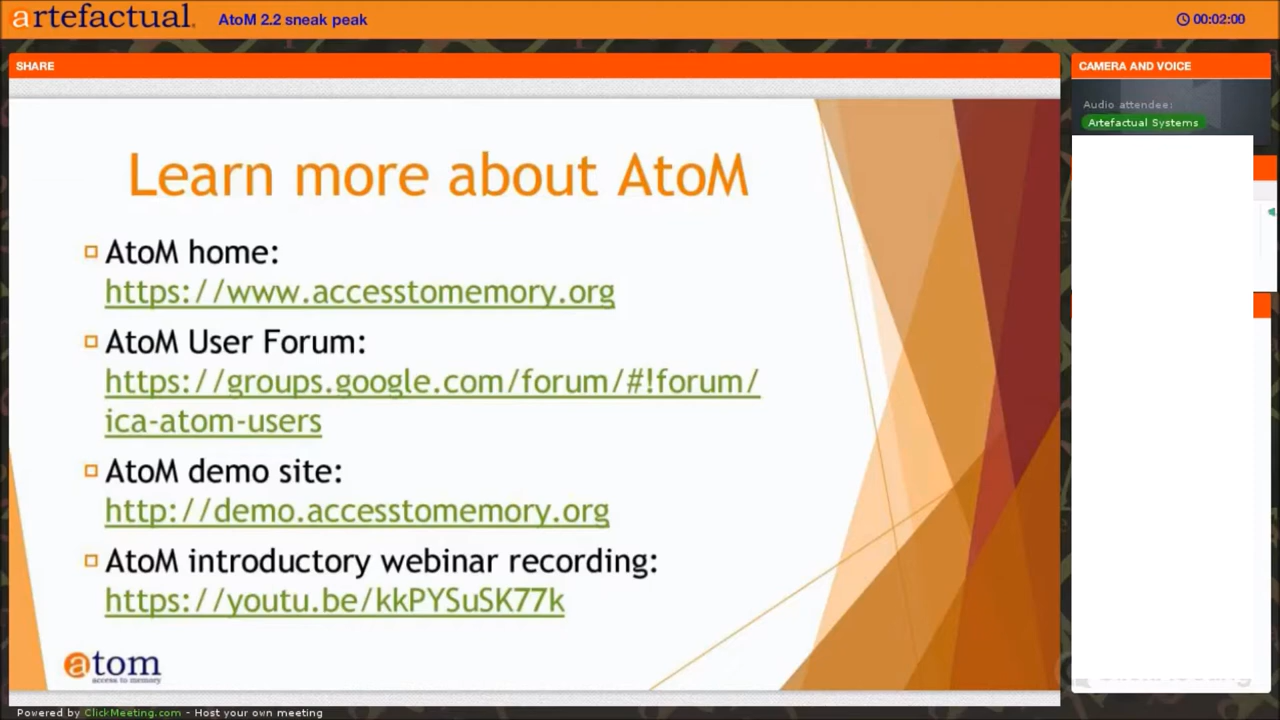 artefactual.
AtoM 2.2 sneak peak
00:02:00
SHARE
CAMERA AND VOICE
Audio attendee:
Artefactual Systems
Learn more about AtoM
AtoM home:
https://www.accesstomemory.org
AtoM User Forum:
https://groups.google.com/forum/#!forum/
ica-atom-users
AtoM demo site:
http://demo.accesstomemory.org
AtoM introductory webinar recording:
https://youtu.be/kkPYSuSK77k
atom
access to memory
Powered by ClickMeeting.com - Host your own meeting